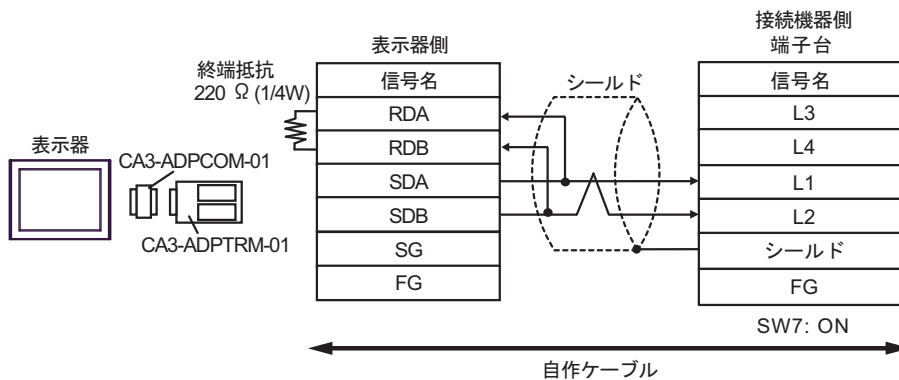 接続機器側
端子台
表示器側
終端抵抗
220 Ω (1/4W)
信号名
シールド
信号名
RDA
L3
表示器
RDB
L4
CA3-ADPCOM-01
SDA
L1
SDB
L2
CA3-ADPTRM-01
SG
シールド
FG
FG
SW7: ON
自作ケーブル